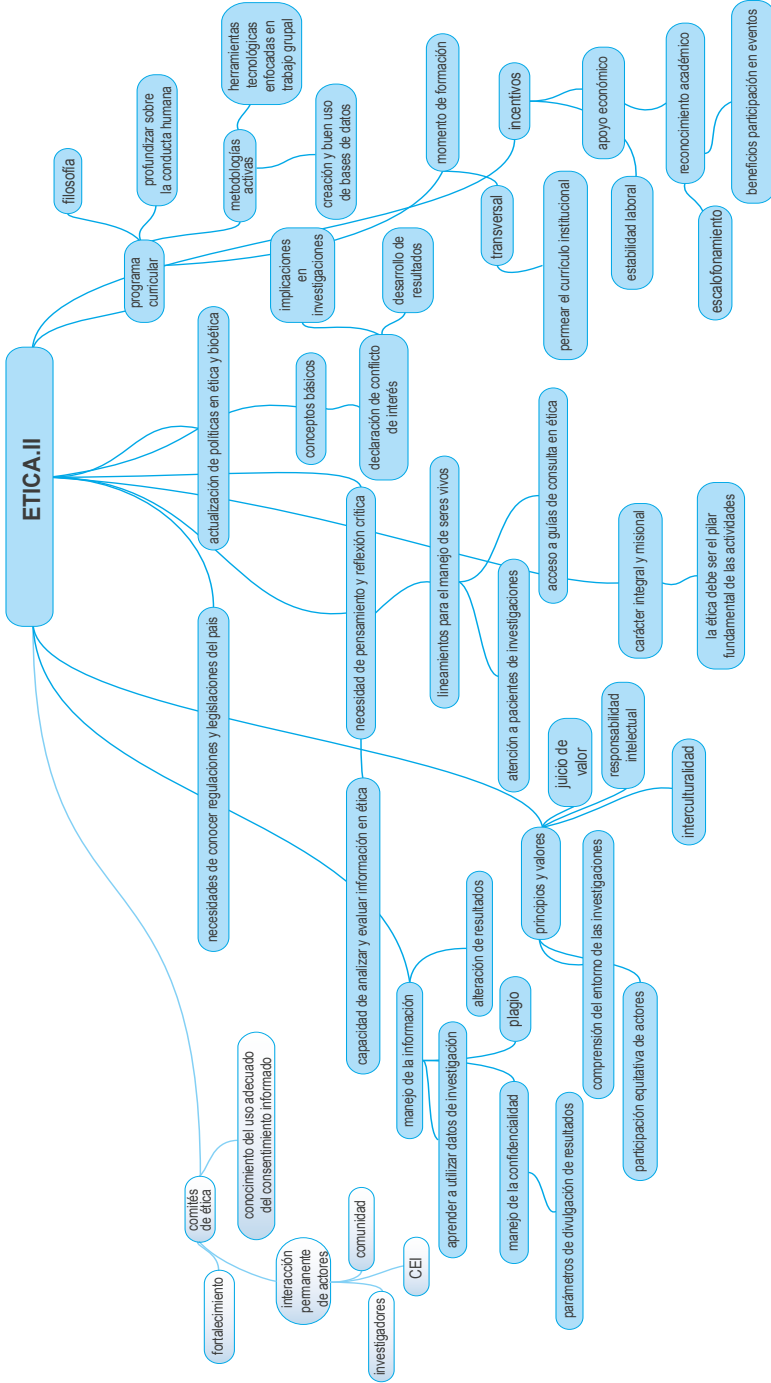 ETICA.II
comités
de ética
fortalecimiento
conocimiento del uso adecuado
del consentimiento informado
interacción
permanente
de actores
investigadores
CEI
comunidad
necesidades de conocer regulaciones y legislaciones del país
capacidad de analizar y evaluar información en ética
necesidad de pensamiento y reflexión crítica
manejo de la información
alteración de resultados
aprender a utilizar datos de investigación
plagio
manejo de la confidencialidad
parámetros de divulgación de resultados
principios y valores
juicio de
valor
responsabilidad
intelectual
interculturalidad
comprensión del entorno de las investigaciones
participación equitativa de actores
actualización de políticas en ética y bioética
conceptos básicos
declaración de conflicto
de interés
implicaciones
en
investigaciones
desarrollo de
resultados
lineamientos para el manejo de seres vivos
atención a pacientes de investigaciones
acceso a guías de consulta en ética
carácter integral y misional
la ética debe ser el pilar
fundamental de las actividades
programa
curricular
filosofía
profundizar sobre
la conducta humana
metodologías
activas
herramientas
tecnológicas
enfocadas en
trabajo grupal
creación y buen uso
de bases de datos
momento de formación
transversal
permear el currículo institucional
incentivos
apoyo económico
estabilidad laboral
reconocimiento académico
escalofonamiento
beneficios participación en eventos